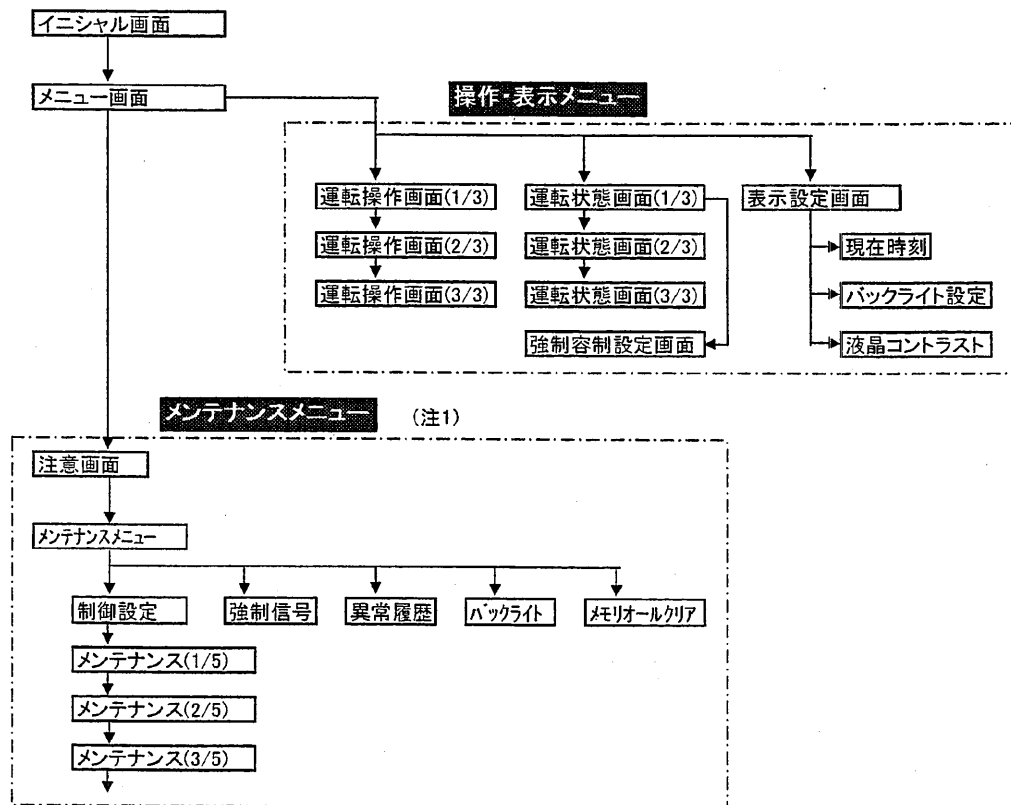 イニシャル画面
メニュー画面
操作・表示メニュー
運転操作画面(1/3)
運転状態画面(1/3)
表示設定画面
運転操作画面(2/3)
運転状態画面(2/3)
現在時刻
運転操作画面(3/3)
運転状態画面(3/3)
バックライト設定
強制容制設定画面
液晶コントラスト
メンテナンスメニュー
(注1)
注意画面
メンテナンスメニュー
制御設定
強制信号
異常履歴
バックライト
メモリオールクリア
メンテナンス(1/5)
メンテナンス(2/5)
メンテナンス(3/5)